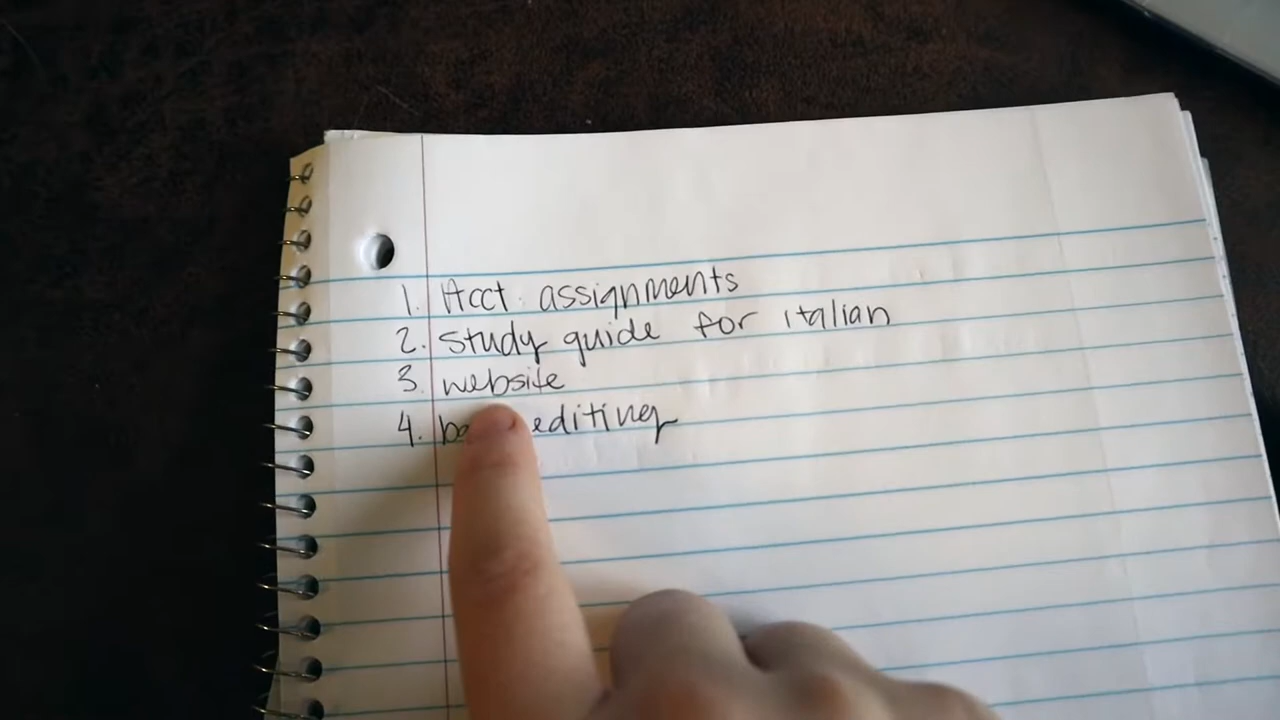 1. Acct. assignments
2. study guide for italian
3. website
4. editing